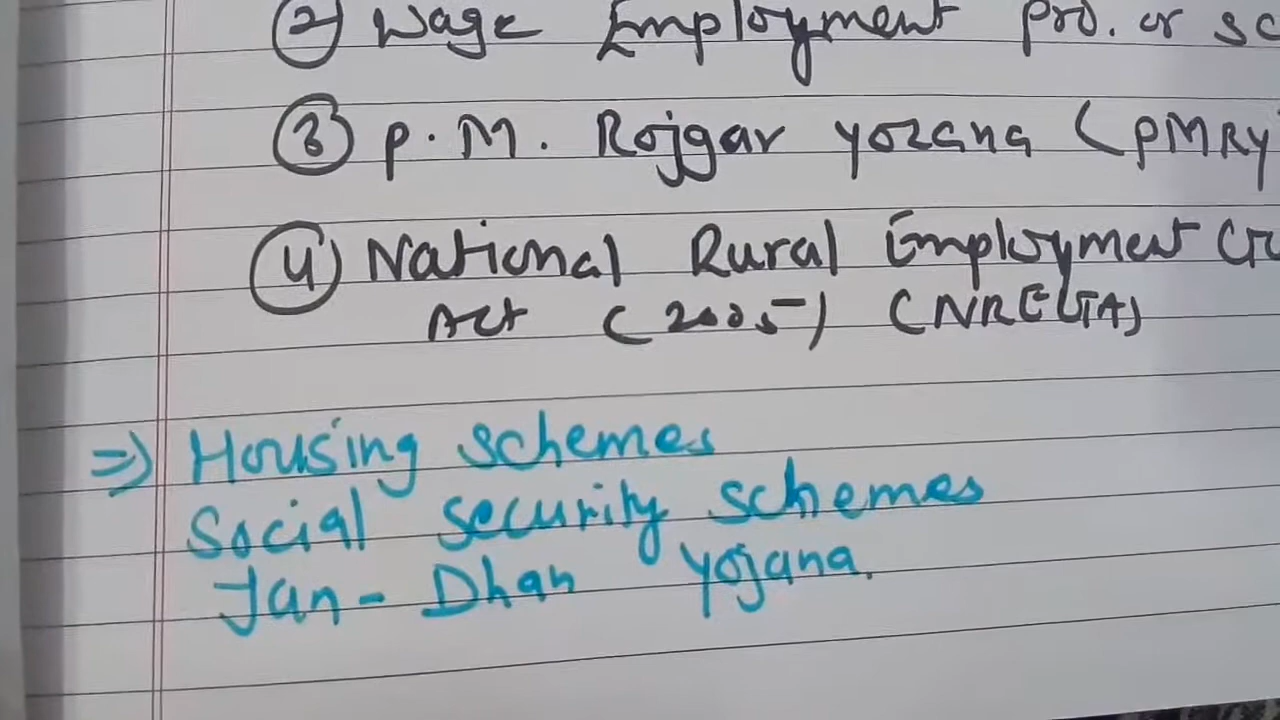 ② Wage Employment pro. or sc
③ P.M. Rojgar Yozana (PMRY
④ National Rural Employment G
Act (2005) (NREGA)
⇒ Housing schemes
Social security schemes
Jan-Dhan Yojana.